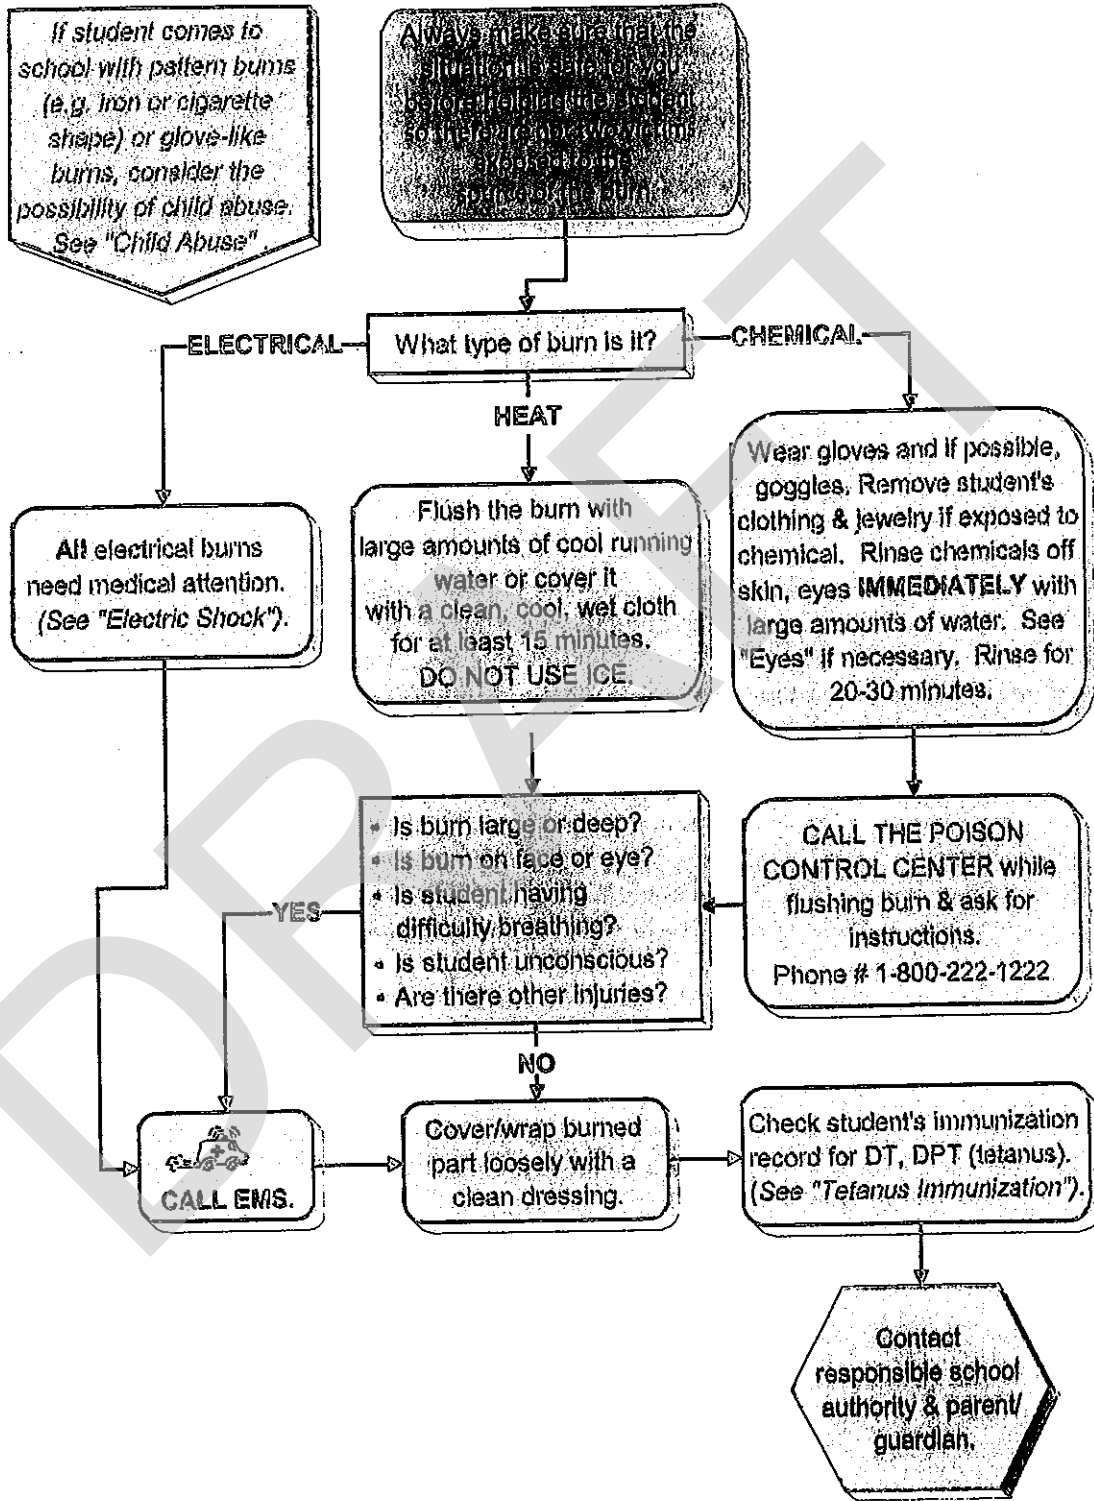 If student comes to
school with pattern burns
(e.g. iron or cigarette
shape) or glove-like
burns, consider the
possibility of child abuse.
See "Child Abuse".
Always make sure that the
situation is safe for you
before helping the student
so there are not two victims
exposed to the
source of the burn.
What type of burn is it?
ELECTRICAL
HEAT
CHEMICAL
All electrical burns
need medical attention.
(See "Electric Shock").
Flush the burn with
large amounts of cool running
water or cover it
with a clean, cool, wet cloth
for at least 15 minutes.
DO NOT USE ICE.
Wear gloves and if possible,
goggles. Remove student's
clothing & jewelry if exposed to
chemical. Rinse chemicals off
skin, eyes IMMEDIATELY with
large amounts of water. See
"Eyes" if necessary. Rinse for
20-30 minutes.
• Is burn large or deep?
• Is burn on face or eye?
• Is student having
difficulty breathing?
• Is student unconscious?
• Are there other injuries?
CALL THE POISON
CONTROL CENTER while
flushing burn & ask for
instructions.
Phone # 1-800-222-1222
YES
NO
CALL EMS.
Cover/wrap burned
part loosely with a
clean dressing.
Check student's immunization
record for DT, DPT (tetanus).
(See "Tetanus Immunization").
Contact
responsible school
authority & parent/
guardian.
DRAFT